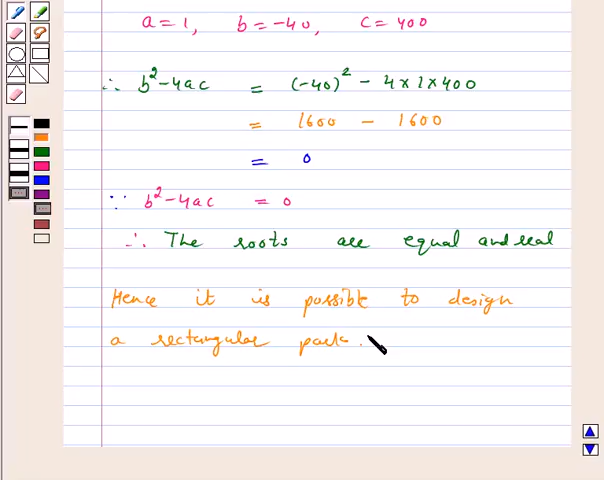 a = 1, b = -40, c = 400
∴ b² - 4ac = (-40)² - 4 × 1 × 400
= 1600 - 1600
= 0
∵ b² - 4ac = 0
∴ The roots are equal and real
Hence it is possible to design
a rectangular park.